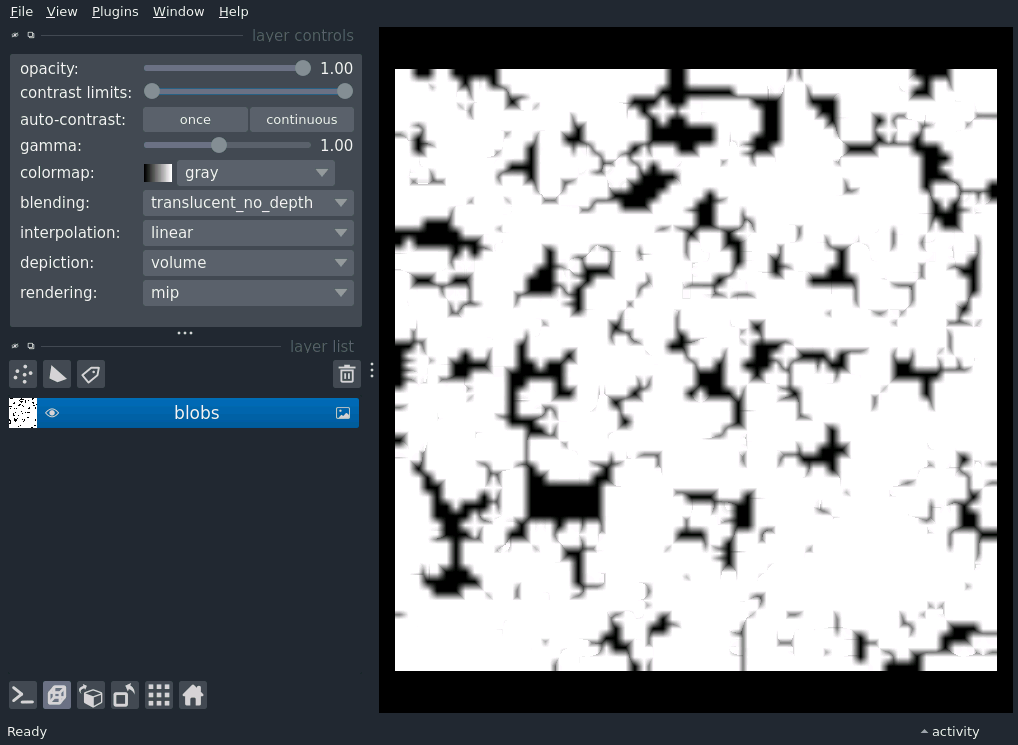 File View Plugins Window Help
layer controls
opacity: 1.00
contrast limits:
auto-contrast: once continuous
gamma: 1.00
colormap: gray
blending: translucent_no_depth
interpolation: linear
depiction: volume
rendering: mip
layer list
blobs
Ready activity